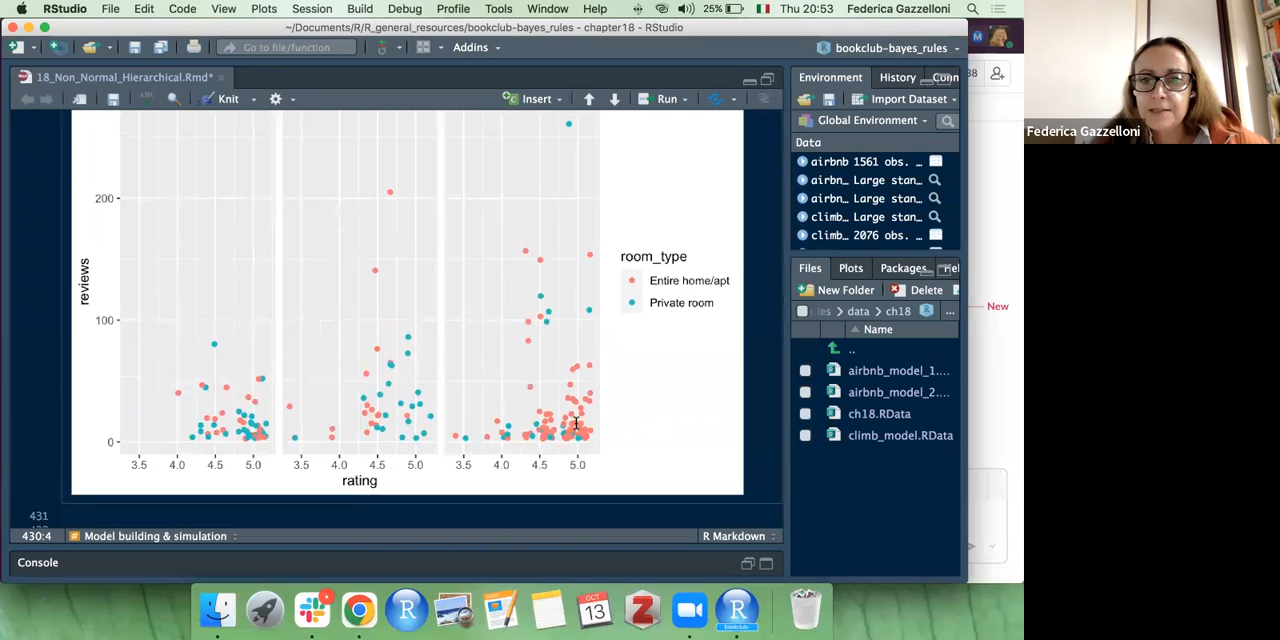 RStudio File Edit Code View Plots Session Build Debug Profile Tools Window Help 25% Thu 20:53 Federica Gazzelloni
~/Documents/R/R_general_resources/bookclub-bayes_rules - chapter18 - RStudio
Go to file/function Addins bookclub-bayes_rules
18_Non_Normal_Hierarchical.Rmd*
Knit Insert Run
Environment History Conn
Import Dataset
Global Environment
Data
airbnb 1561 obs. …
airbn… Large stan…
airbn… Large stan…
climb… Large stan…
climb… 2076 obs. …
Files Plots Packages Hel
New Folder Delete
data ch18 ...
Name
..
airbnb_model_1....
airbnb_model_2....
ch18.RData
climb_model.RData
200
100
0
reviews
3.5 4.0 4.5 5.0 3.5 4.0 4.5 5.0 3.5 4.0 4.5 5.0
rating
room_type
Entire home/apt
Private room
431
430:4 Model building & simulation R Markdown
Console
New
Federica Gazzelloni
OCT
13
R
Z
R
bookclub-